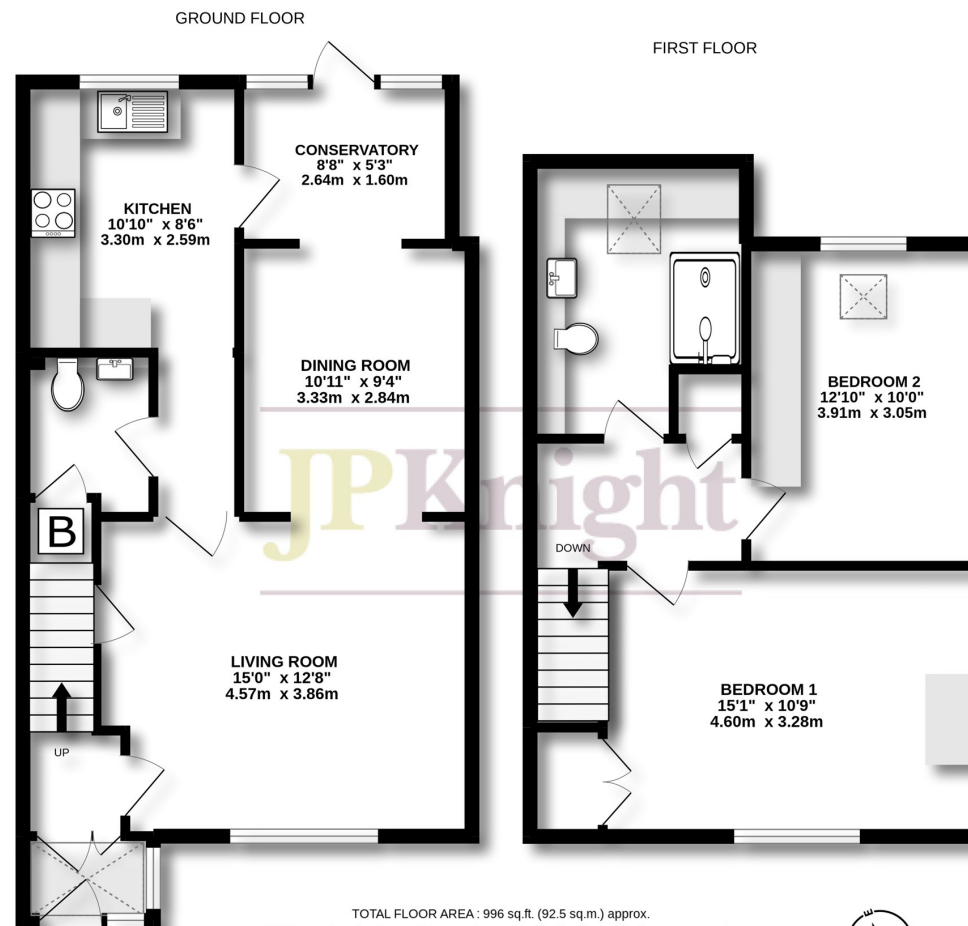 GROUND FLOOR
FIRST FLOOR
CONSERVATORY
8'8" x 5'3"
2.64m x 1.60m
KITCHEN
10'10" x 8'6"
3.30m x 2.59m
DINING ROOM
10'11" x 9'4"
3.33m x 2.84m
BEDROOM 2
12'10" x 10'0"
3.91m x 3.05m
JPKnight
B
DOWN
LIVING ROOM
15'0" x 12'8"
4.57m x 3.86m
BEDROOM 1
15'1" x 10'9"
4.60m x 3.28m
UP
TOTAL FLOOR AREA : 996 sq.ft. (92.5 sq.m.) approx.
E